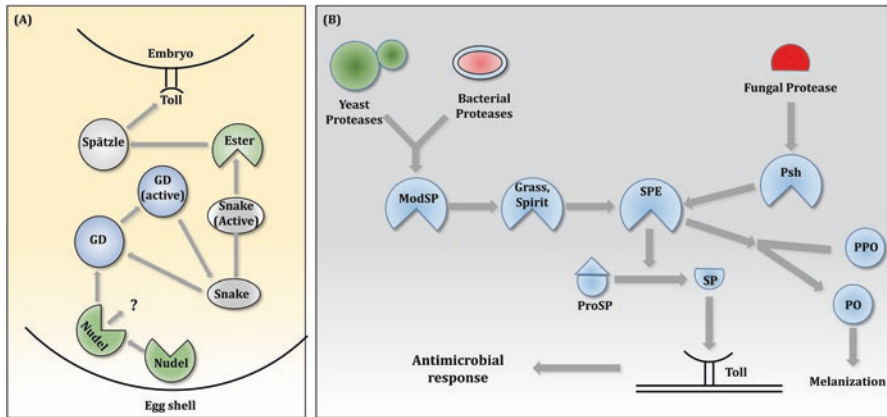 (A)
Embryo
Toll
Spätzle
Ester
GD
(active)
Snake
(Active)
GD
Snake
?
Nudel
Nudel
Egg shell
(B)
Yeast
Proteases
Bacterial
Proteases
Fungal Protease
ModSP
Grass,
Spirit
SPE
Psh
PPO
ProSP
SP
PO
Antimicrobial
response
Toll
Melanization